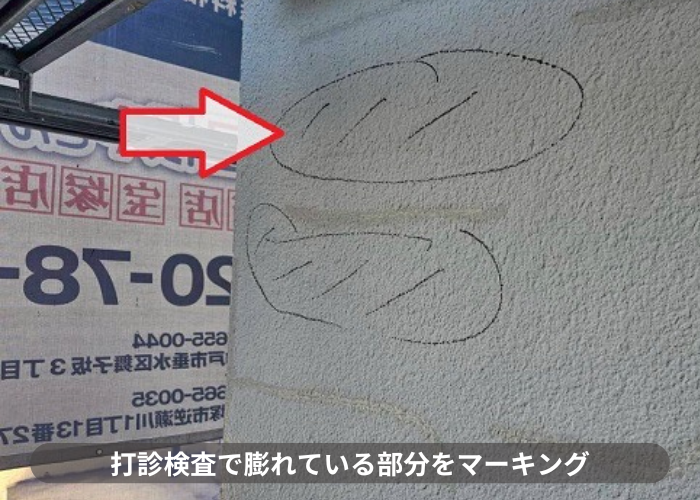 店
宝塚店
20-78-
655-0044
戸市垂水区舞子坂3丁目
665-0035
塚市逆瀬川1丁目13番27
打診検査で膨れている部分をマーキング